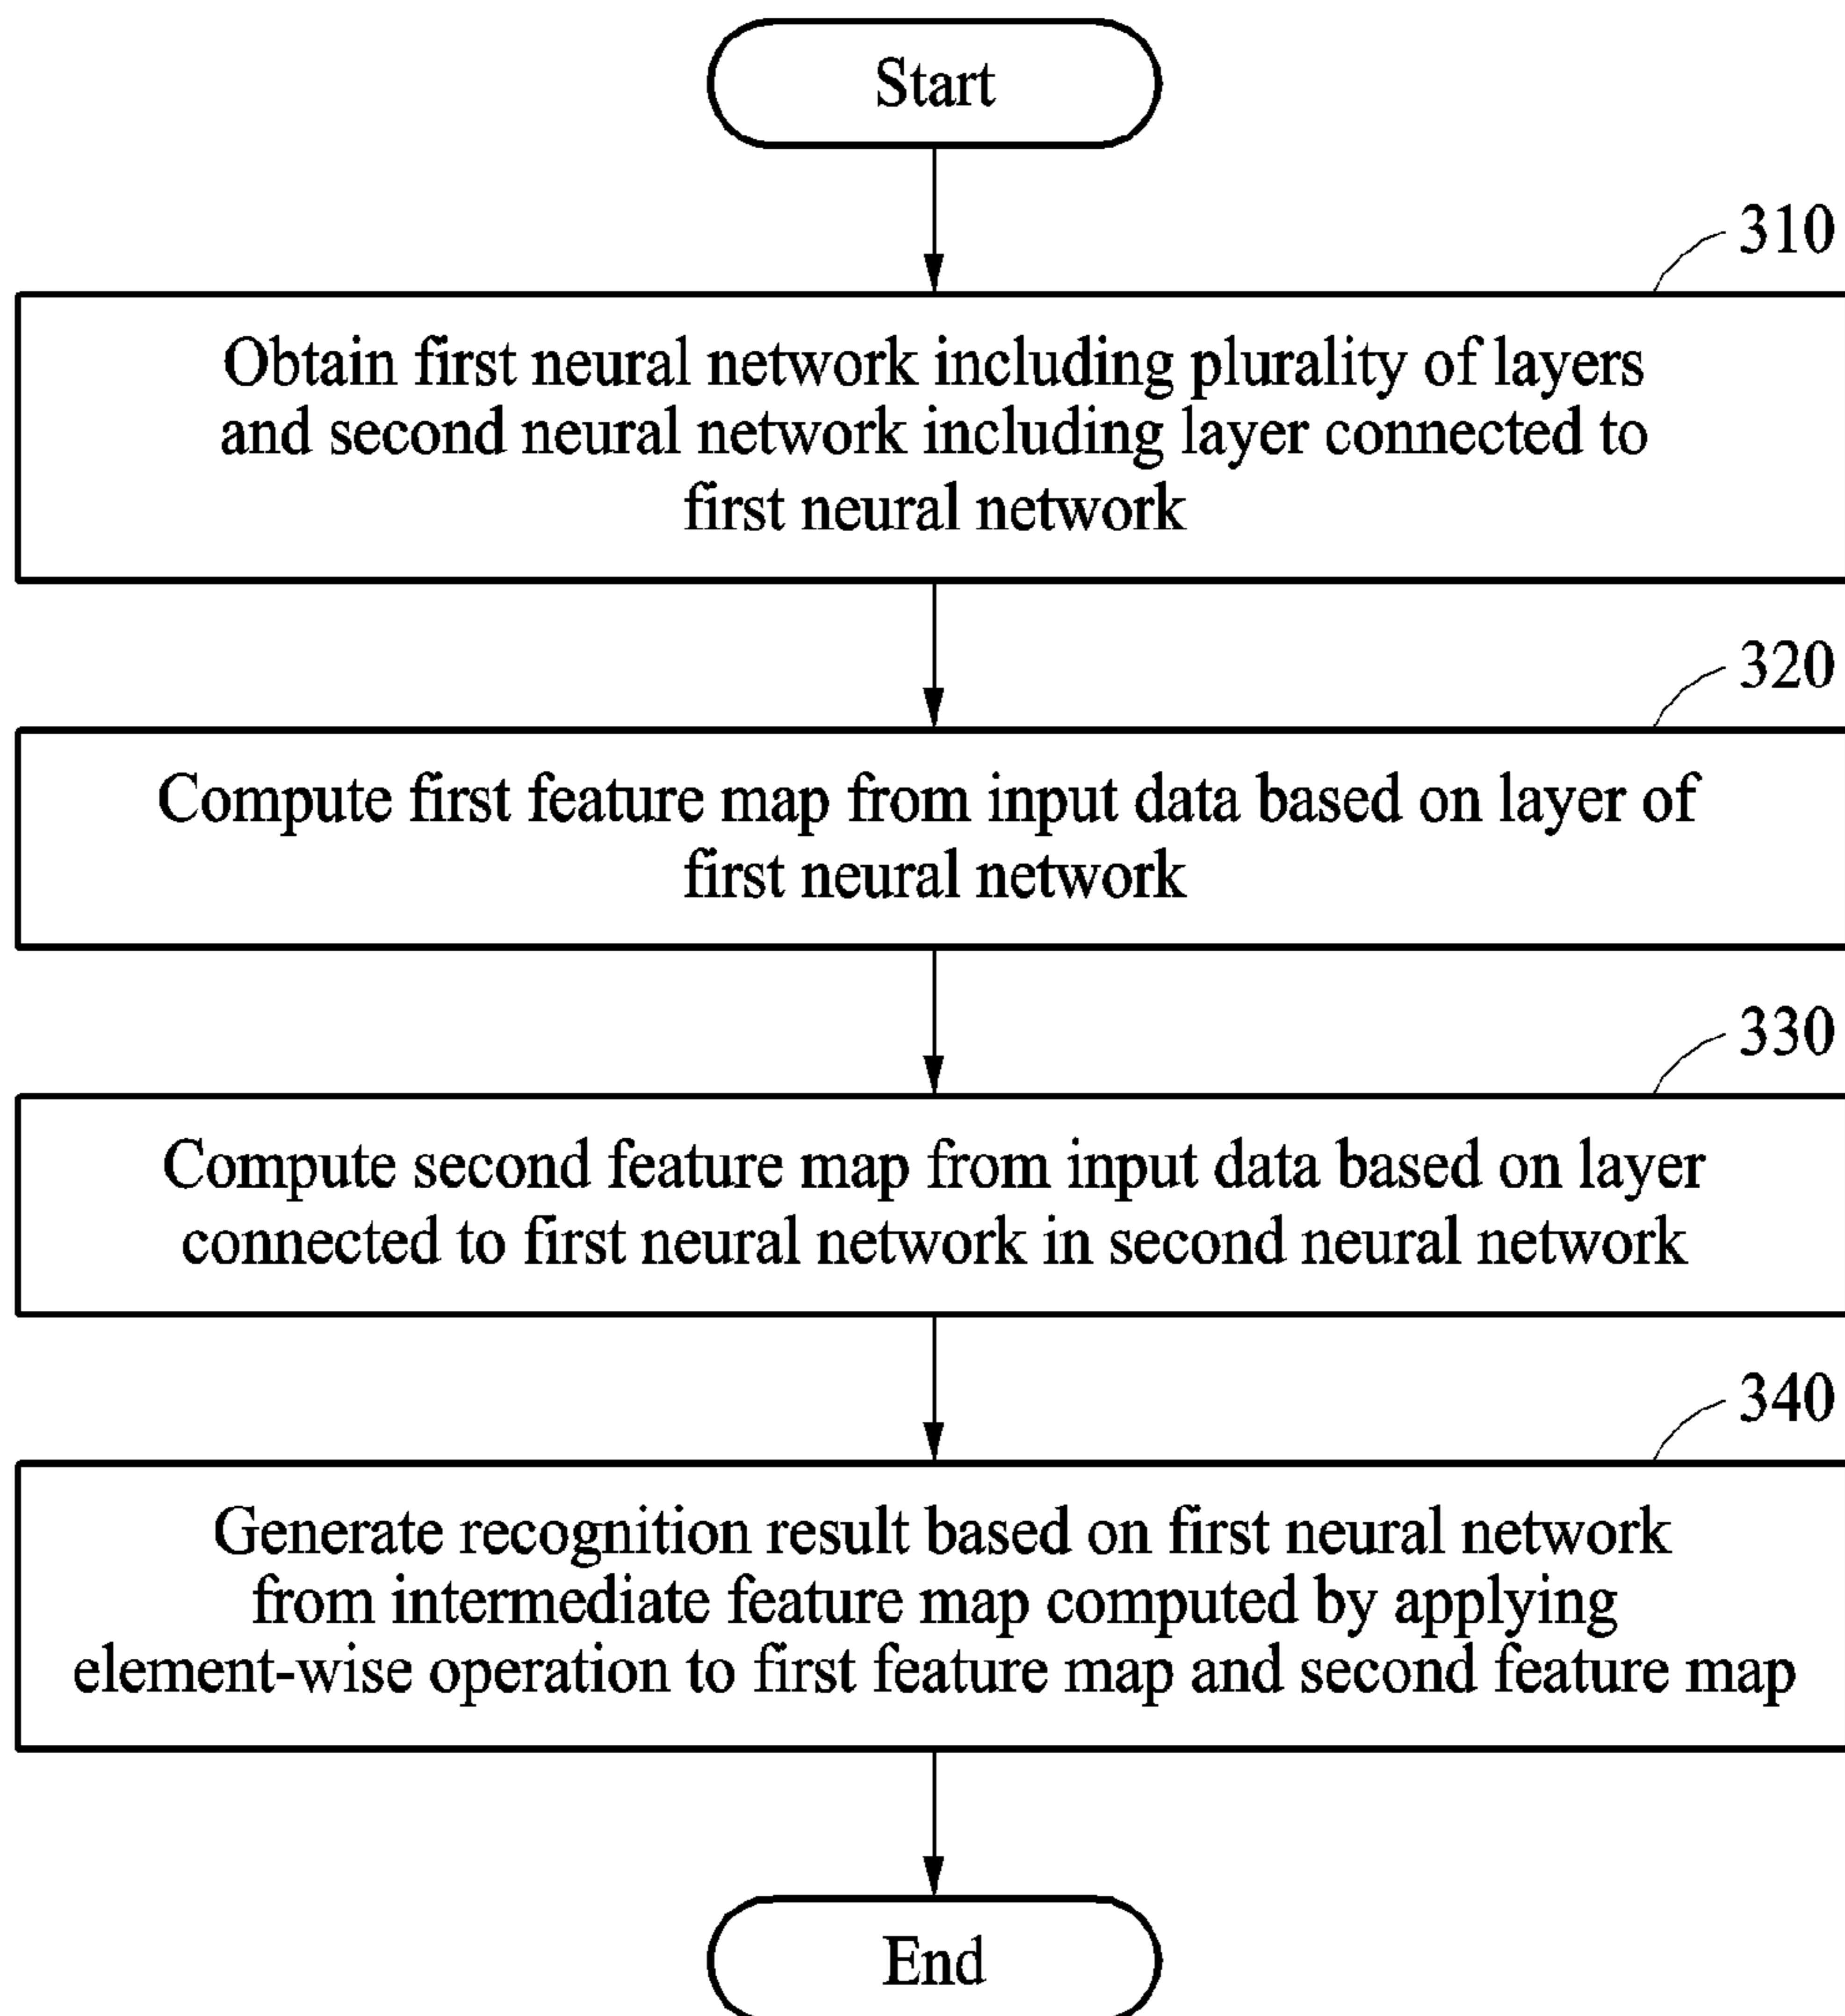 Start
310
Obtain first neural network including plurality of layers
and second neural network including layer connected to
first neural network
320
Compute first feature map from input data based on layer of
first neural network
330
Compute second feature map from input data based on layer
connected to first neural network in second neural network
340
Generate recognition result based on first neural network
from intermediate feature map computed by applying
element-wise operation to first feature map and second feature map
End